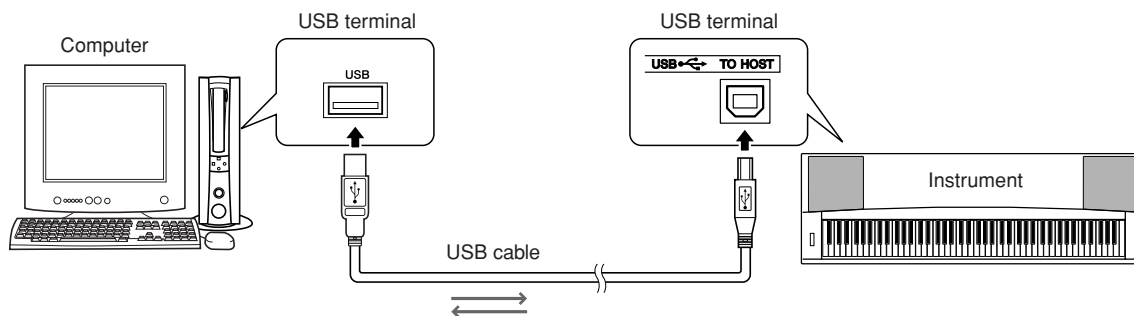 USB terminal
USB terminal
Computer
USB
USB TO HOST
Instrument
USB cable